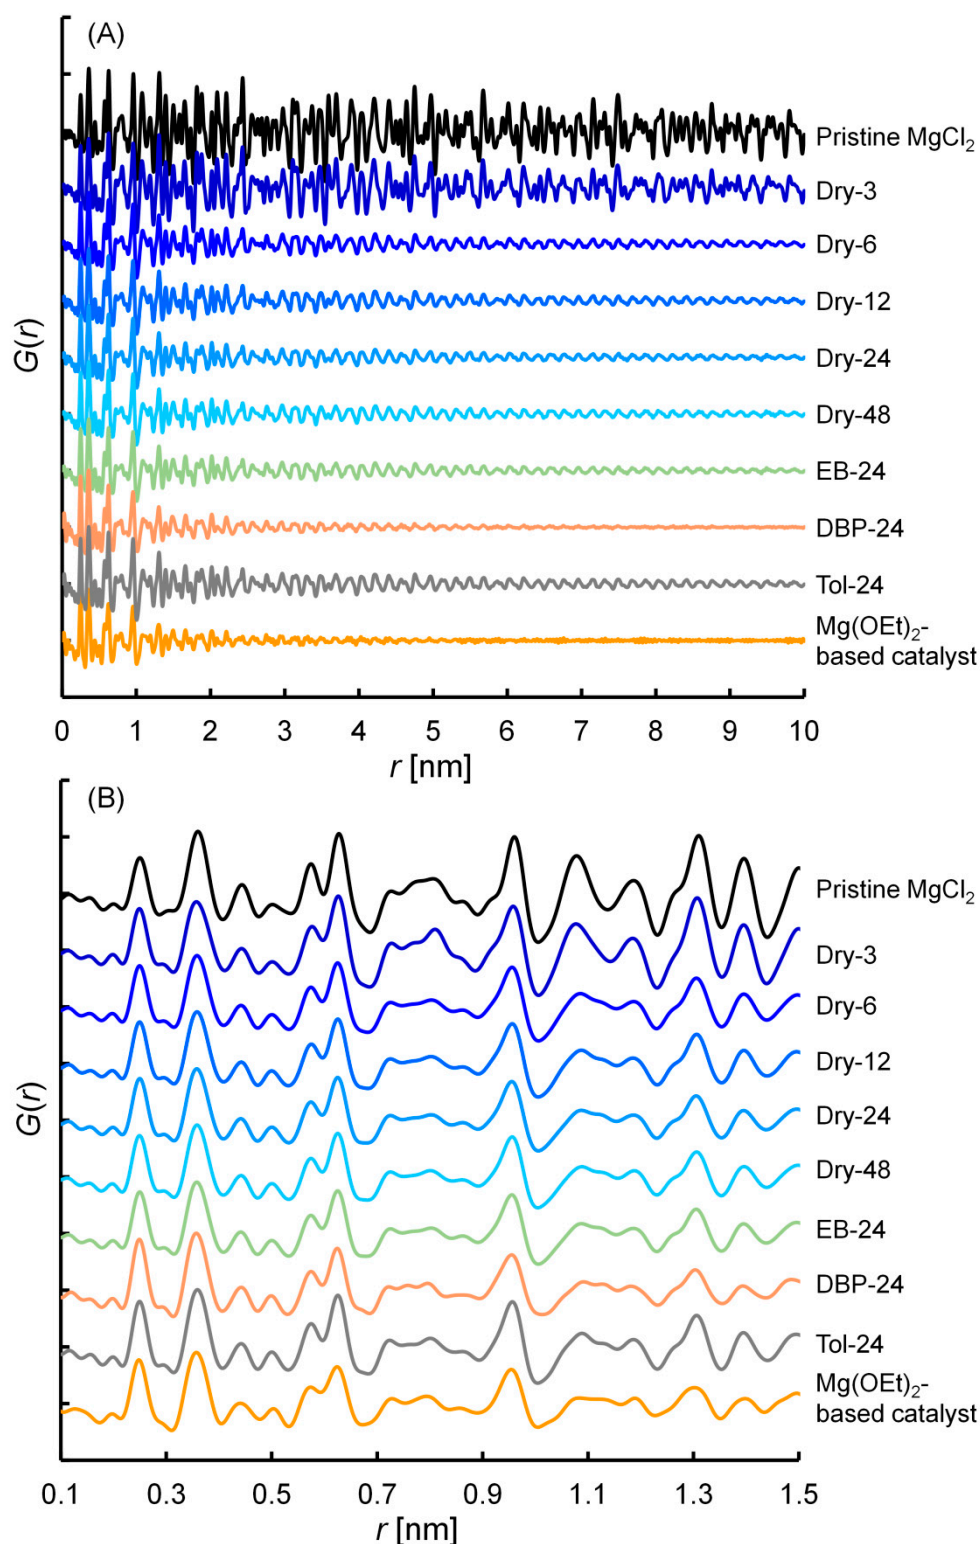 (A)
Pristine MgCl₂
Dry-3
Dry-6
Dry-12
Dry-24
Dry-48
EB-24
DBP-24
Tol-24
Mg(OEt)₂-
based catalyst
G(r)
0 1 2 3 4 5 6 7 8 9 10
r [nm]
(B)
Pristine MgCl₂
Dry-3
Dry-6
Dry-12
Dry-24
Dry-48
EB-24
DBP-24
Tol-24
Mg(OEt)₂-
based catalyst
G(r)
0.1 0.3 0.5 0.7 0.9 1.1 1.3 1.5
r [nm]